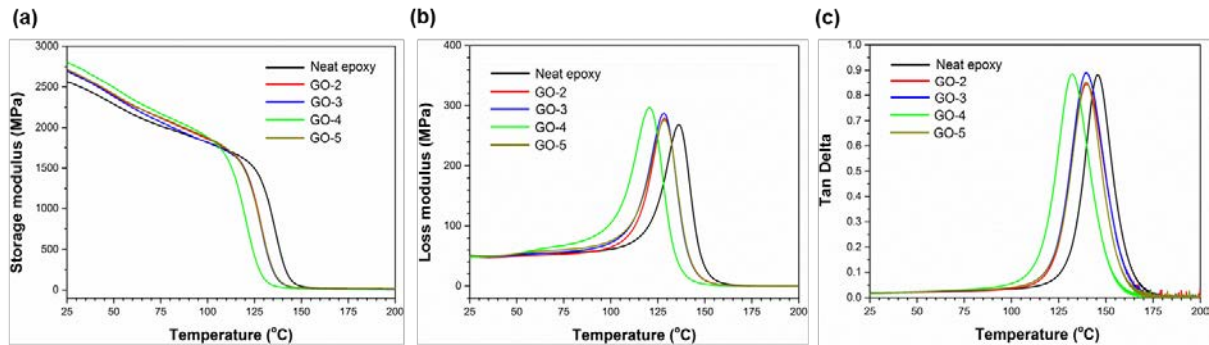 (a)
(b)
(c)
Storage modulus (MPa)
3000
2500
2000
1500
1000
500
0
Neat epoxy
GO-2
GO-3
GO-4
GO-5
25 50 75 100 125 150 175 200
Temperature (°C)
Loss modulus (MPa)
400
300
200
100
0
Neat epoxy
GO-2
GO-3
GO-4
GO-5
25 50 75 100 125 150 175 200
Temperature (°C)
Tan Delta
1.0
0.9
0.8
0.7
0.6
0.5
0.4
0.3
0.2
0.1
0.0
Neat epoxy
GO-2
GO-3
GO-4
GO-5
25 50 75 100 125 150 175 200
Temperature (°C)